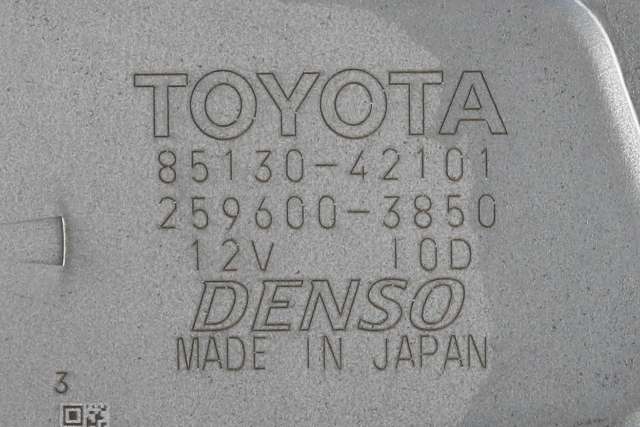 TOYOTA
85130-42101
259600-3850
12V 10D
DENSO
MADE IN JAPAN
3